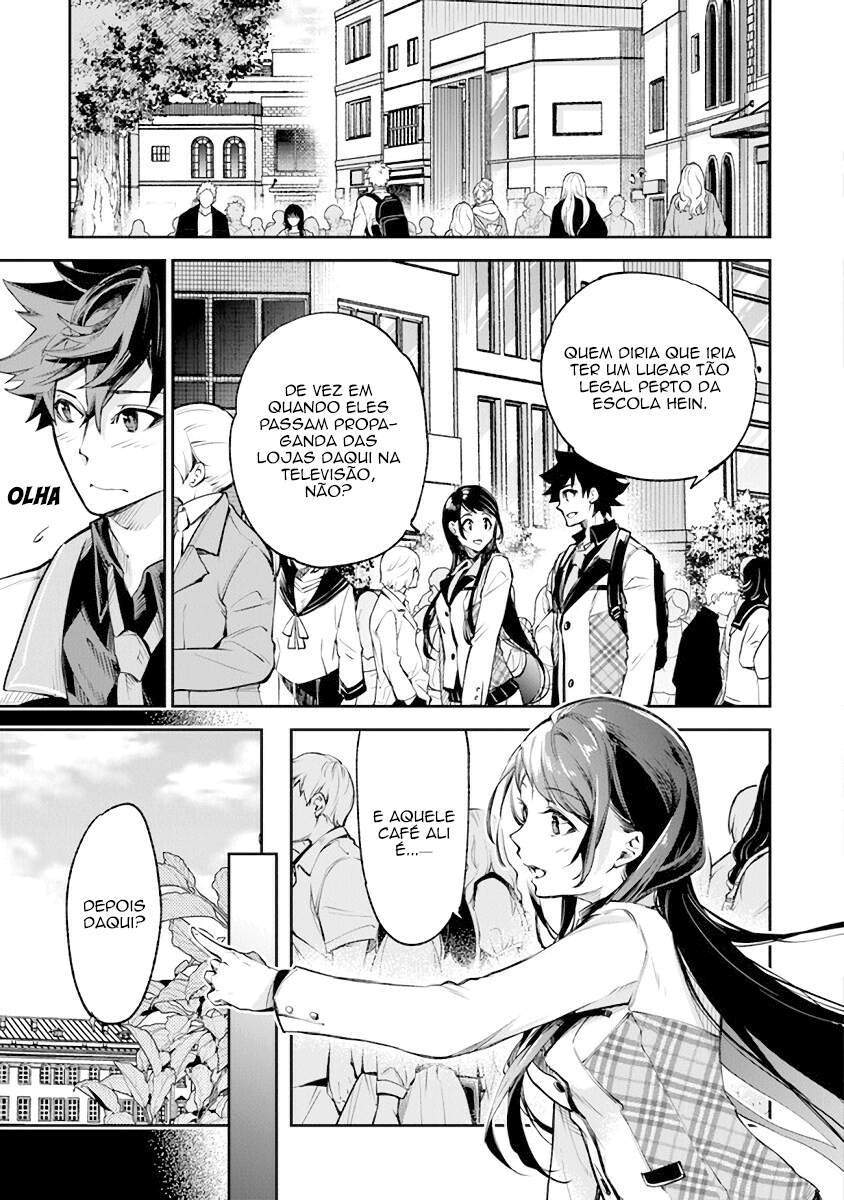 QUEM DIRIA QUE IRIA
TER UM LUGAR TÃO
LEGAL PERTO DA
ESCOLA HEIN.
DE VEZ EM
QUANDO ELES
PASSAM PROPA-
GANDA DAS
LOJAS DAQUI NA
TELEVISÃO,
NÃO?
OLHA
E AQUELE
CAFÉ ALI
É...—
DEPOIS
DAQUI?